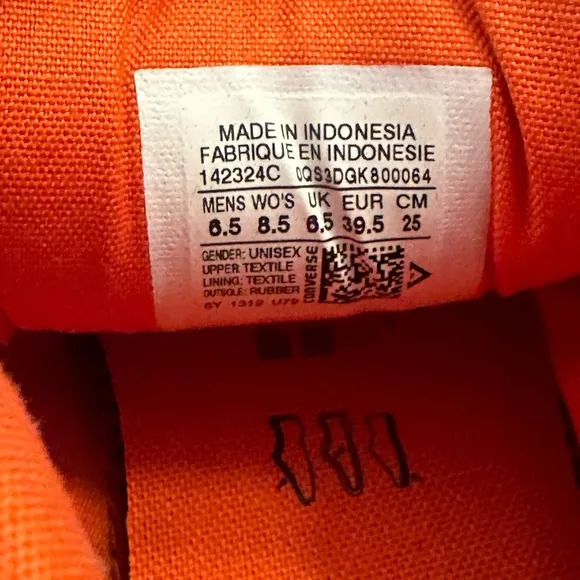 MADE IN INDONESIA
FABRIQUE EN INDONESIE
142324C 0QS3DGK800064
MENS WO'S UK EUR CM
6.5 8.5 6.5 39.5 25
GENDER: UNISEX
UPPER TEXTILE
LINING: TEXTILE
OUTSOLE: RUBBER
CONVERSE